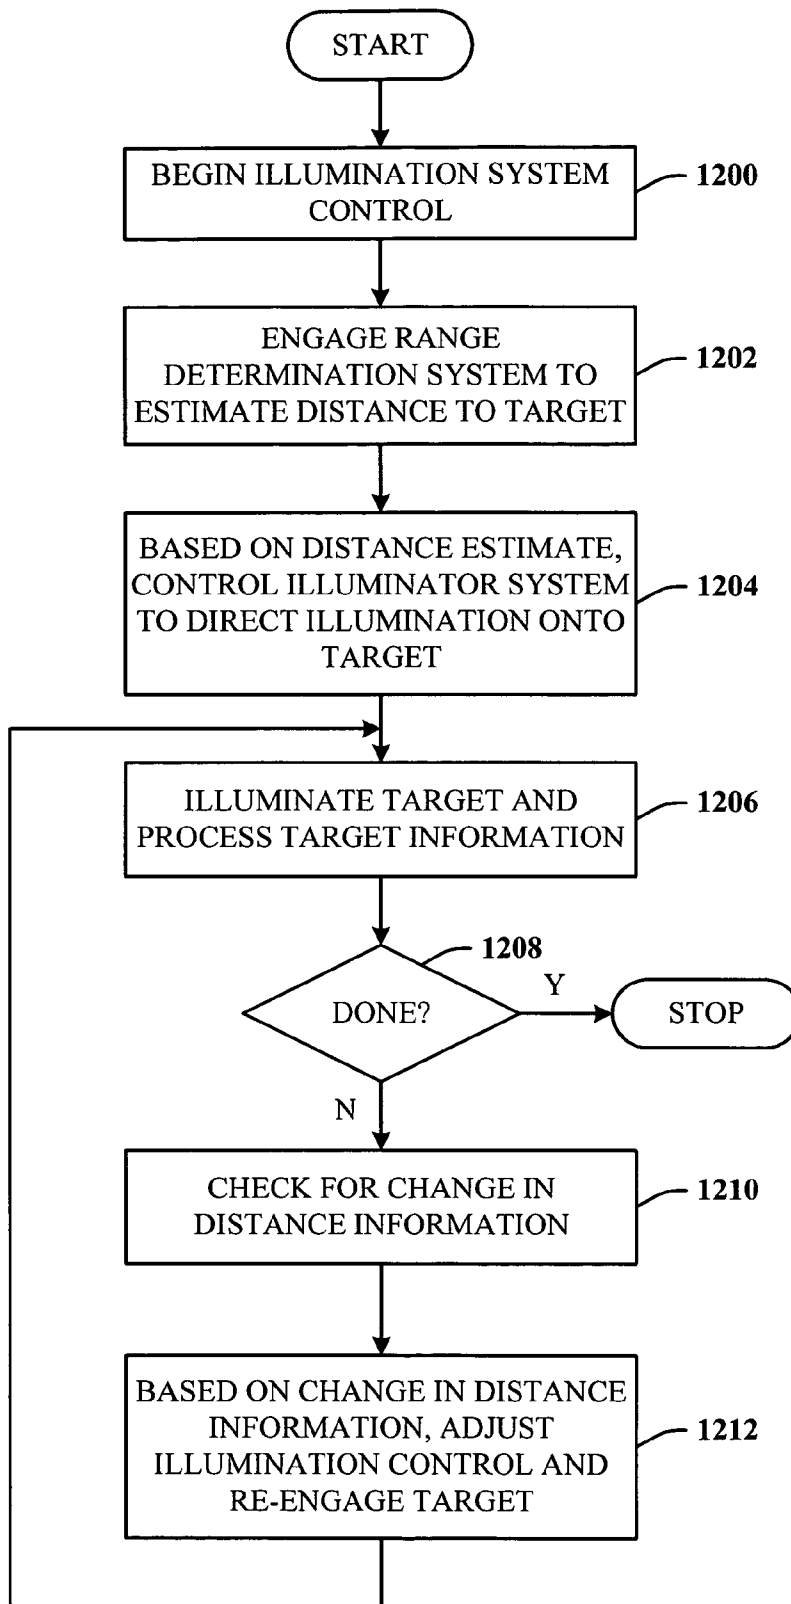 START
BEGIN ILLUMINATION SYSTEM
CONTROL
1200
ENGAGE RANGE
DETERMINATION SYSTEM TO
ESTIMATE DISTANCE TO TARGET
1202
BASED ON DISTANCE ESTIMATE,
CONTROL ILLUMINATOR SYSTEM
TO DIRECT ILLUMINATION ONTO
TARGET
1204
ILLUMINATE TARGET AND
PROCESS TARGET INFORMATION
1206
1208
DONE?
Y
STOP
N
CHECK FOR CHANGE IN
DISTANCE INFORMATION
1210
BASED ON CHANGE IN DISTANCE
INFORMATION, ADJUST
ILLUMINATION CONTROL AND
RE-ENGAGE TARGET
1212